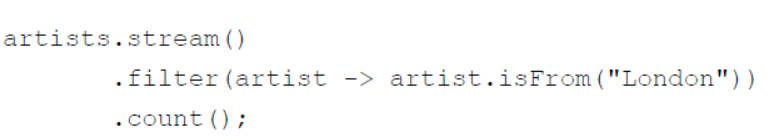 artists.stream()
.filter(artist -> artist.isFrom("London"))
.count();